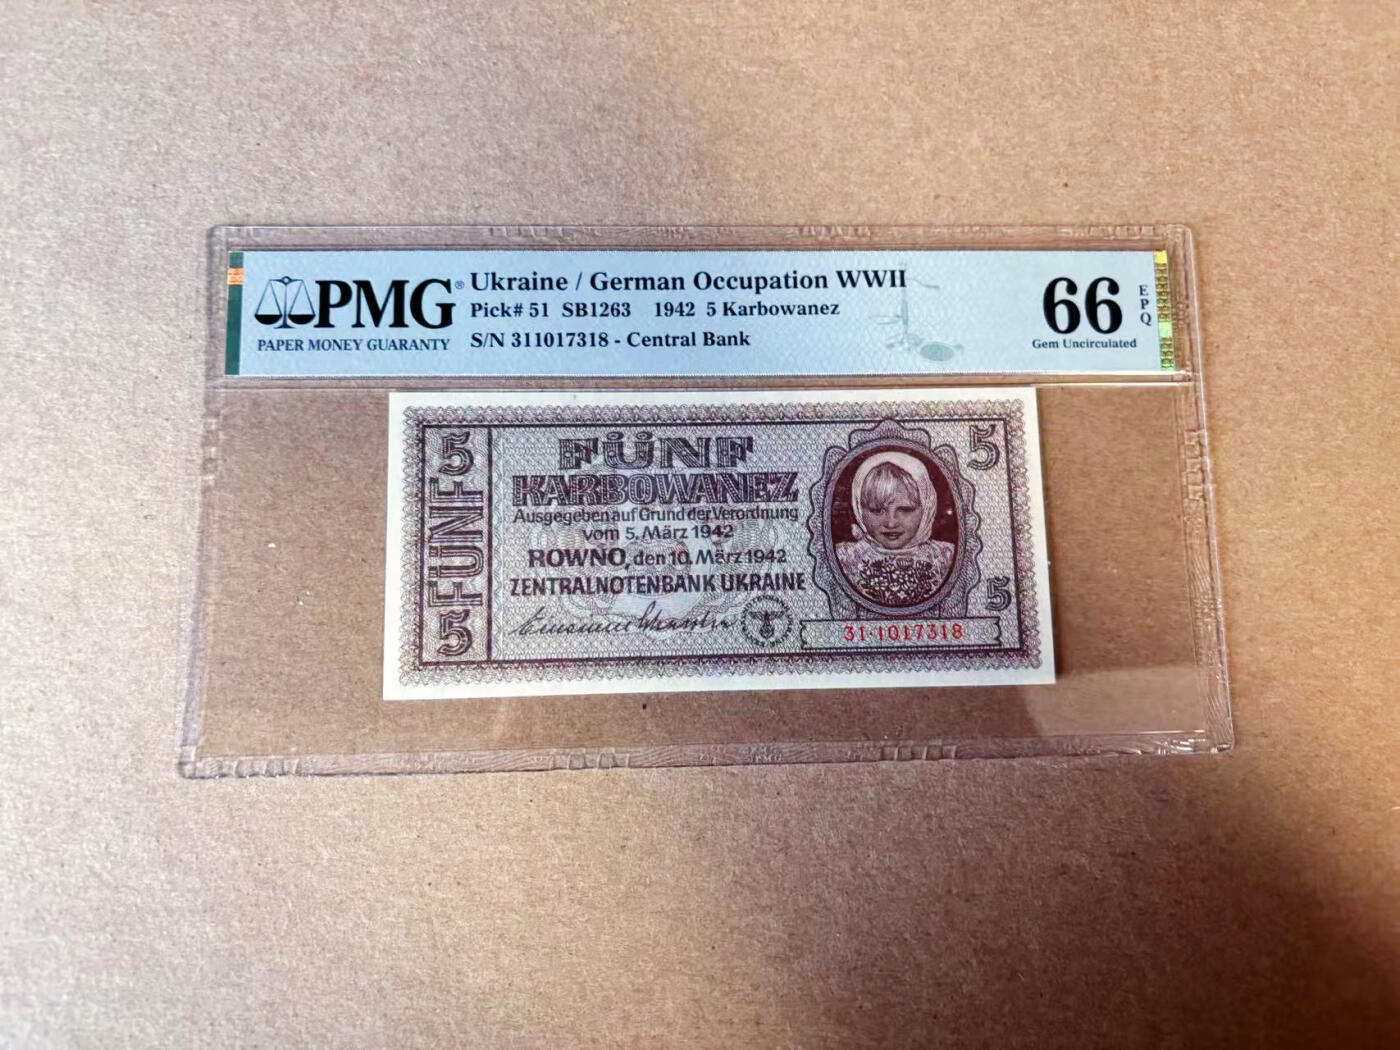 PMG®
PAPER MONEY GUARANTY
Ukraine / German Occupation WWII
Pick# 51 SB1263 1942 5 Karbowanez
S/N 311017318 - Central Bank
66
EPQ
Gem Uncirculated
5
FÜNF
5
FÜNF
KARBOWANEZ
Ausgegeben auf Grund der Verordnung
vom 5. März 1942
ROWNO, den 10. März 1942
ZENTRALNOTENBANK UKRAINE
5
5
31·1017318
PMG